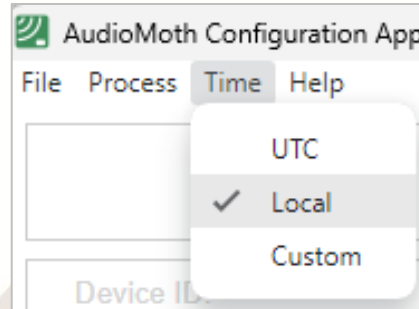 AudioMoth Configuration App
File Process Time Help
UTC
Local
Custom
Device ID: